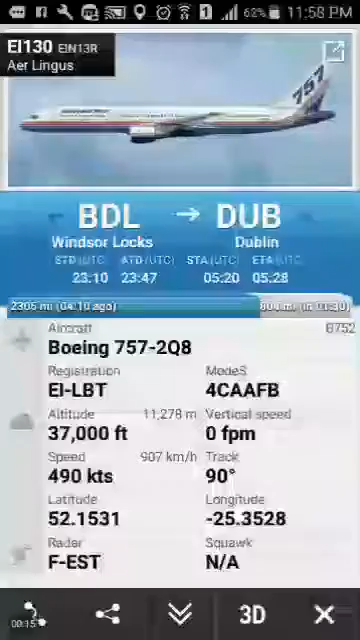 62% 11:58 PM
EI130 EIN13R
Aer Lingus
757
BDL → DUB
Windsor Locks Dublin
STD (UTC) ATD (UTC) STA (UTC) ETA (UTC)
23:10 23:47 05:20 05:28
2305 mi (04:10 ago)
Aircraft B752
Boeing 757-2Q8
Registration ModeS
EI-LBT 4CAAFB
Altitude 11,278 m Vertical speed
37,000 ft 0 fpm
Speed 907 km/h Track
490 kts 90°
Latitude Longitude
52.1531 -25.3528
Radar Squawk
F-EST N/A
00:15 3D